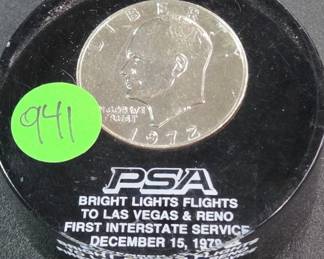 LIBERTY
941
IN GOD WE
TRUST
1972
PSA
BRIGHT LIGHTS FLIGHTS
TO LAS VEGAS & RENO
FIRST INTERSTATE SERVICE
DECEMBER 15, 1979